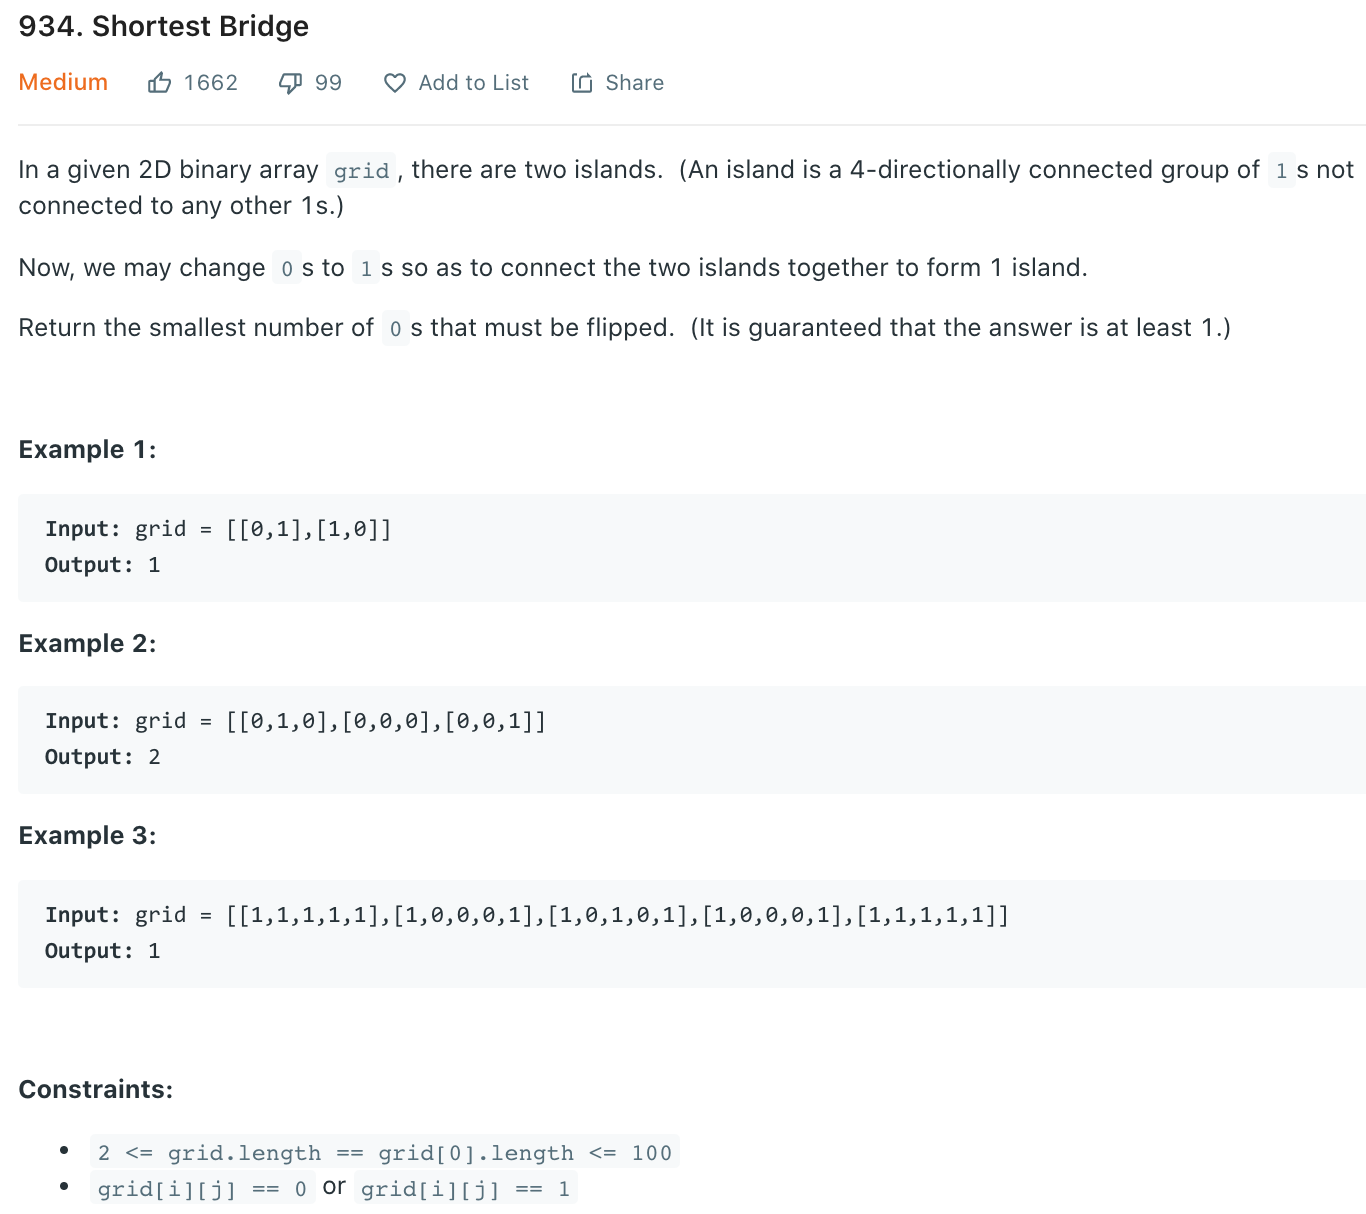 934. Shortest Bridge
Medium 1662 99 Add to List Share
In a given 2D binary array grid, there are two islands. (An island is a 4-directionally connected group of 1s not
connected to any other 1s.)
Now, we may change 0s to 1s so as to connect the two islands together to form 1 island.
Return the smallest number of 0s that must be flipped. (It is guaranteed that the answer is at least 1.)
Example 1:
Input: grid = [[0,1],[1,0]]
Output: 1
Example 2:
Input: grid = [[0,1,0],[0,0,0],[0,0,1]]
Output: 2
Example 3:
Input: grid = [[1,1,1,1,1],[1,0,0,0,1],[1,0,1,0,1],[1,0,0,0,1],[1,1,1,1,1]]
Output: 1
Constraints:
• 2 <= grid.length == grid[0].length <= 100
• grid[i][j] == 0 or grid[i][j] == 1